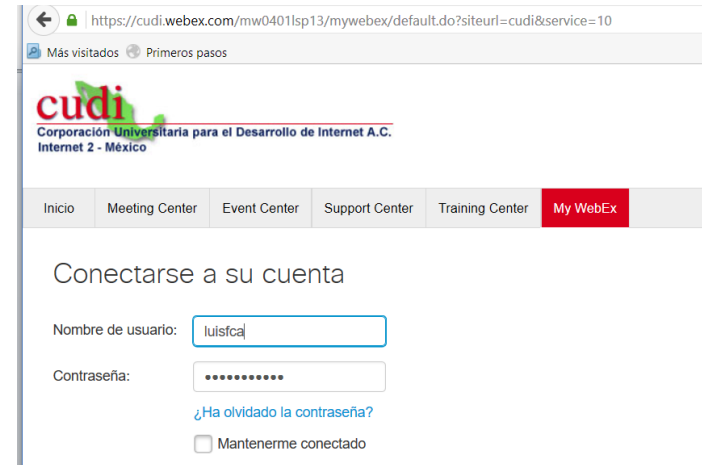 https://cudi.webex.com/mw0401lsp13/mywebex/default.do?siteurl=cudi&service=10
Más visitados Primeros pasos
cudi
Corporación Universitaria para el Desarrollo de Internet A.C.
Internet 2 - México
Inicio Meeting Center Event Center Support Center Training Center My WebEx
Conectarse a su cuenta
Nombre de usuario: luisfca
Contraseña: •••••••••••
¿Ha olvidado la contraseña?
Mantenerme conectado